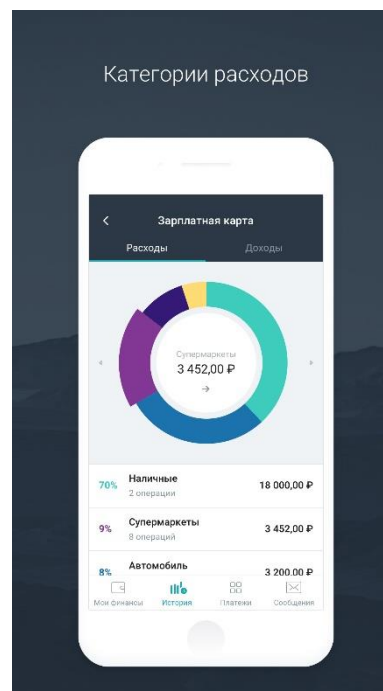 Категории расходов
Зарплатная карта
Расходы Доходы
Супермаркеты
3 452,00 ₽
70% Наличные 18 000,00 ₽
2 операции
9% Супермаркеты 3 452,00 ₽
8 операций
8% Автомобиль 3 200,00 ₽
Мои финансы История Платежи Сообщения